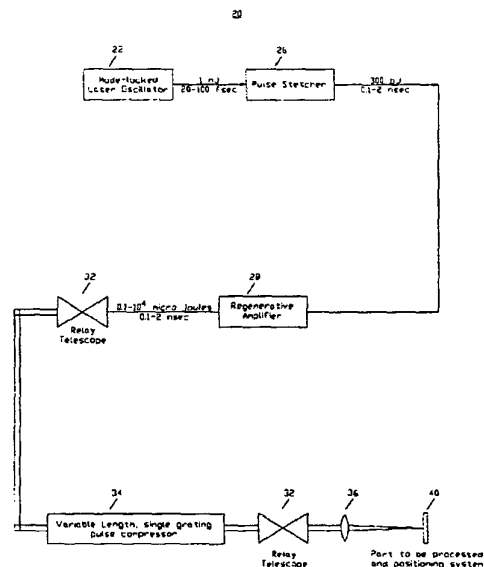 20
22
26
Mode-locked
Laser Oscillator
1 nJ
20-100 fsec
Pulse Stetcher
300 pJ
0.1-2 nsec
32
28
0.1-10⁴ micro Joules
0.1-2 nsec
Regenerative
Amplifier
Relay
Telescope
34
32
36
40
Variable Length, single grating
pulse compressor
Relay
Telescope
Part to be processed
and positioning system